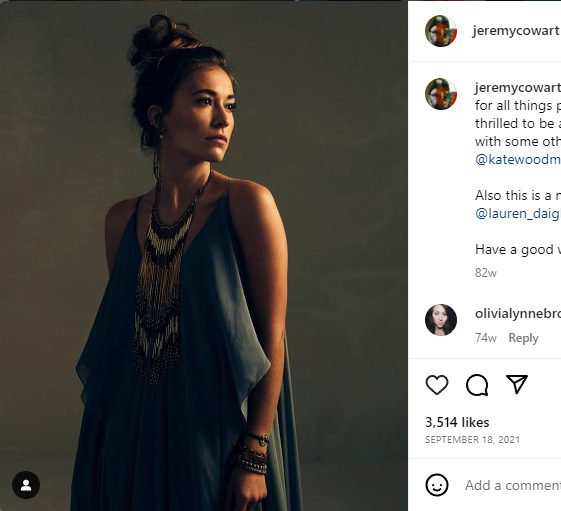 jeremycowart
jeremycowart
for all things p
thrilled to be a
with some oth
@katewoodm
Also this is a n
@lauren_daigl
Have a good w
82w
olivialynnebro
74w Reply
3,514 likes
SEPTEMBER 18, 2021
Add a comment